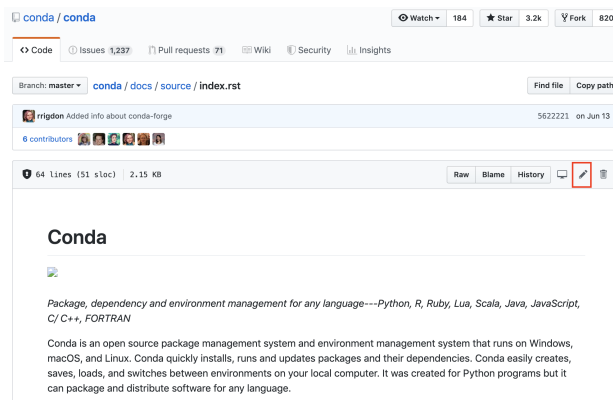 conda / conda
Watch 184 Star 3.2k Fork 820
Code Issues 1,237 Pull requests 71 Wiki Security Insights
Branch: master conda / docs / source / index.rst Find file Copy path
rrigdon Added info about conda-forge 5622221 on Jun 13
6 contributors
64 lines (51 sloc) 2.15 KB Raw Blame History
Conda
Package, dependency and environment management for any language---Python, R, Ruby, Lua, Scala, Java, JavaScript,
C/ C++, FORTRAN
Conda is an open source package management system and environment management system that runs on Windows,
macOS, and Linux. Conda quickly installs, runs and updates packages and their dependencies. Conda easily creates,
saves, loads, and switches between environments on your local computer. It was created for Python programs but it
can package and distribute software for any language.